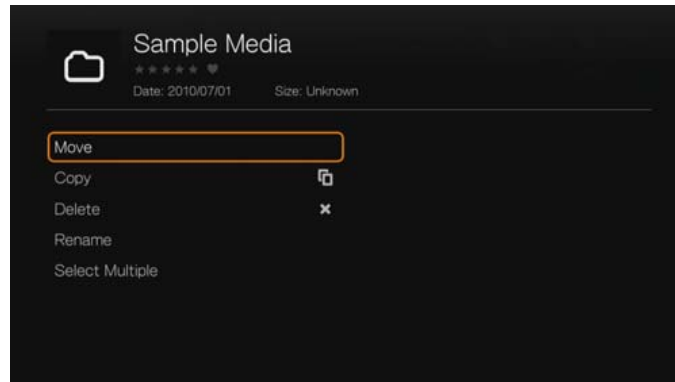 Sample Media
Date: 2010/07/01 Size: Unknown
Move
Copy
Delete
Rename
Select Multiple